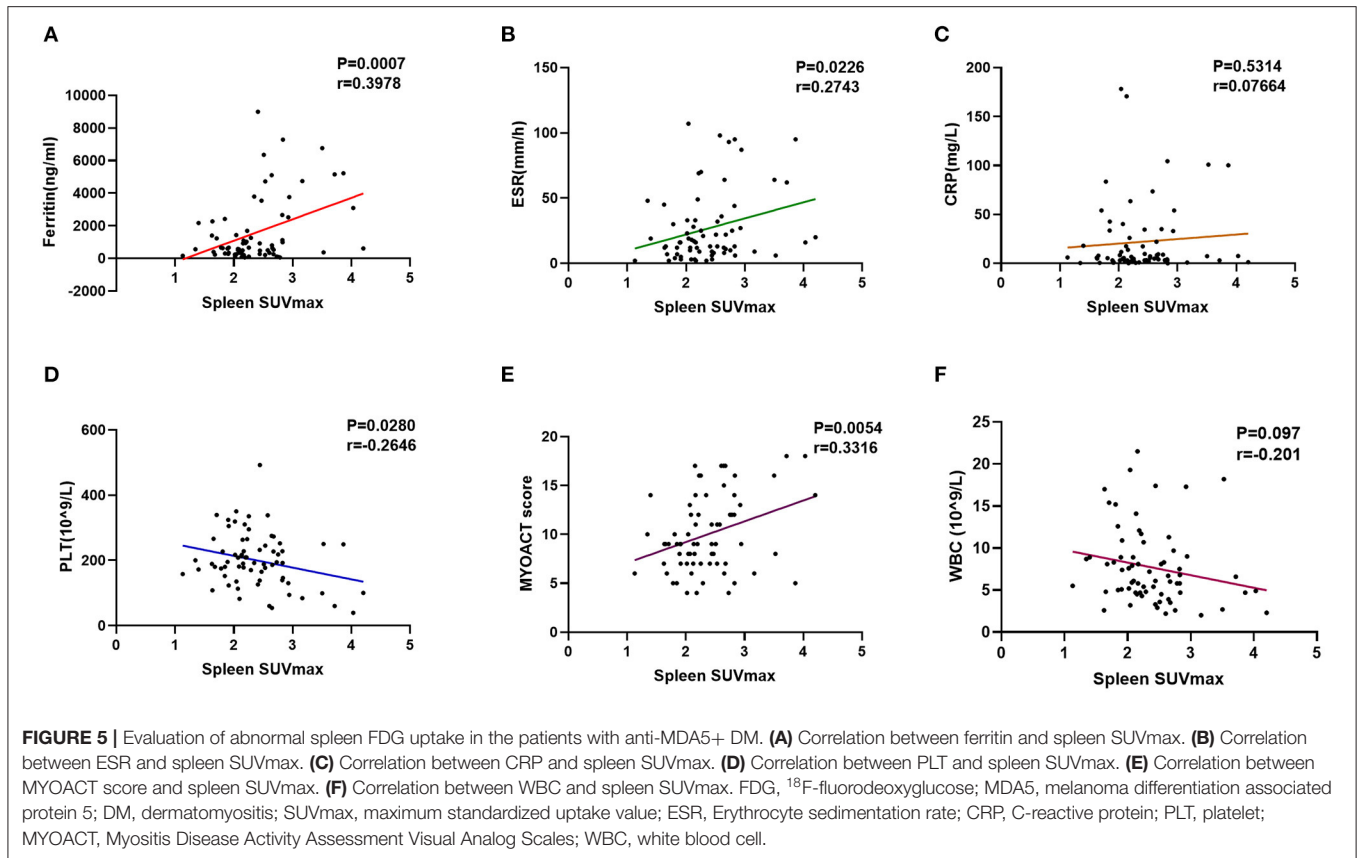 A
P=0.0007
r=0.3978
Ferritin(ng/ml)
10000
8000
6000
4000
2000
0
-2000
0 1 2 3 4 5
Spleen SUVmax
B
P=0.0226
r=0.2743
ESR(mm/h)
150
100
50
0
0 1 2 3 4 5
Spleen SUVmax
C
P=0.5314
r=0.07664
CRP(mg/L)
200
150
100
50
0
0 1 2 3 4 5
Spleen SUVmax
D
P=0.0280
r=-0.2646
PLT(10^9/L)
600
400
200
0
0 1 2 3 4 5
Spleen SUVmax
E
P=0.0054
r=0.3316
MYOACT score
20
15
10
5
0
0 1 2 3 4 5
Spleen SUVmax
F
P=0.097
r=-0.201
WBC (10^9/L)
25
20
15
10
5
0
0 1 2 3 4 5
Spleen SUVmax
FIGURE 5 | Evaluation of abnormal spleen FDG uptake in the patients with anti-MDA5+ DM. (A) Correlation between ferritin and spleen SUVmax. (B) Correlation
between ESR and spleen SUVmax. (C) Correlation between CRP and spleen SUVmax. (D) Correlation between PLT and spleen SUVmax. (E) Correlation between
MYOACT score and spleen SUVmax. (F) Correlation between WBC and spleen SUVmax. FDG, ¹⁸F-fluorodeoxyglucose; MDA5, melanoma differentiation associated
protein 5; DM, dermatomyositis; SUVmax, maximum standardized uptake value; ESR, Erythrocyte sedimentation rate; CRP, C-reactive protein; PLT, platelet;
MYOACT, Myositis Disease Activity Assessment Visual Analog Scales; WBC, white blood cell.